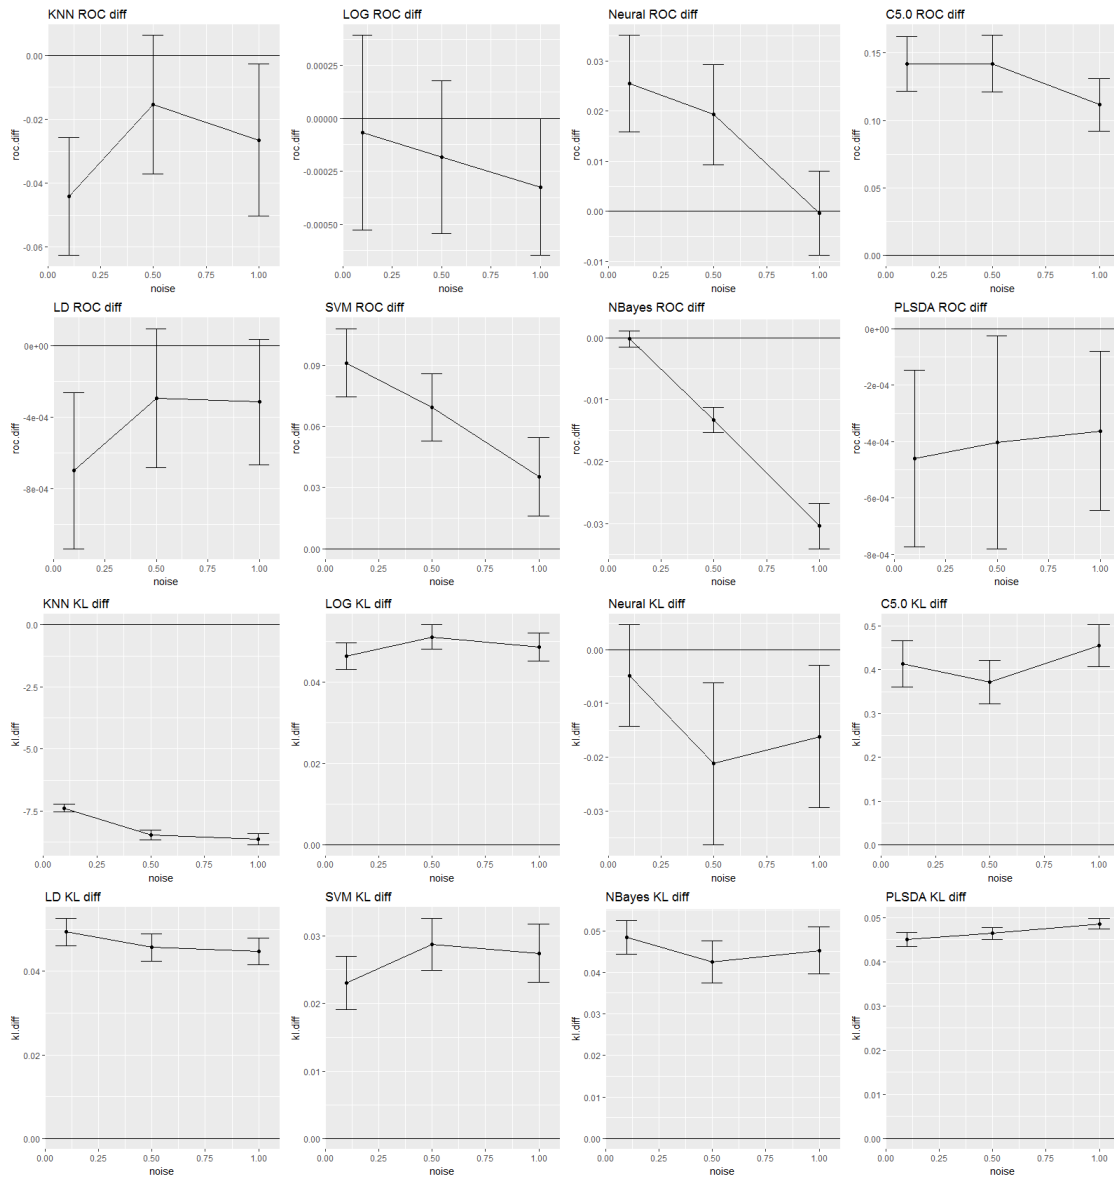 KNN ROC diff
0.00
-0.02
-0.04
-0.06
roc.diff
0.00 0.25 0.50 0.75 1.00
noise
LOG ROC diff
0.00025
0.00000
-0.00025
-0.00050
roc.diff
0.00 0.25 0.50 0.75 1.00
noise
Neural ROC diff
0.03
0.02
0.01
0.00
-0.01
roc.diff
0.00 0.25 0.50 0.75 1.00
noise
C5.0 ROC diff
0.15
0.10
0.05
0.00
roc.diff
0.00 0.25 0.50 0.75 1.00
noise
LD ROC diff
0e+00
-4e-04
-8e-04
roc.diff
0.00 0.25 0.50 0.75 1.00
noise
SVM ROC diff
0.09
0.06
0.03
0.00
roc.diff
0.00 0.25 0.50 0.75 1.00
noise
NBayes ROC diff
0.00
-0.01
-0.02
-0.03
roc.diff
0.00 0.25 0.50 0.75 1.00
noise
PLSDA ROC diff
0e+00
-2e-04
-4e-04
-6e-04
-8e-04
roc.diff
0.00 0.25 0.50 0.75 1.00
noise
KNN KL diff
0.0
-2.5
-5.0
-7.5
kl.diff
0.00 0.25 0.50 0.75 1.00
noise
LOG KL diff
0.04
0.02
0.00
kl.diff
0.00 0.25 0.50 0.75 1.00
noise
Neural KL diff
0.00
-0.01
-0.02
-0.03
kl.diff
0.00 0.25 0.50 0.75 1.00
noise
C5.0 KL diff
0.5
0.4
0.3
0.2
0.1
0.0
kl.diff
0.00 0.25 0.50 0.75 1.00
noise
LD KL diff
0.04
0.02
0.00
kl.diff
0.00 0.25 0.50 0.75 1.00
noise
SVM KL diff
0.03
0.02
0.01
0.00
kl.diff
0.00 0.25 0.50 0.75 1.00
noise
NBayes KL diff
0.05
0.04
0.03
0.02
0.01
0.00
kl.diff
0.00 0.25 0.50 0.75 1.00
noise
PLSDA KL diff
0.05
0.04
0.03
0.02
0.01
0.00
kl.diff
0.00 0.25 0.50 0.75 1.00
noise